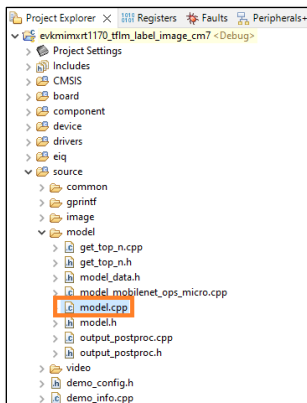 Project Explorer Registers Faults Peripherals+
evkmimxrt1170_tflm_label_image_cm7 <Debug>
Project Settings
Includes
CMSIS
board
component
device
drivers
eiq
source
common
gprintf
image
model
get_top_n.cpp
get_top_n.h
model_data.h
model_mobilenet_ops_micro.cpp
model.cpp
model.h
output_postproc.cpp
output_postproc.h
video
demo_config.h
demo_info.cpp